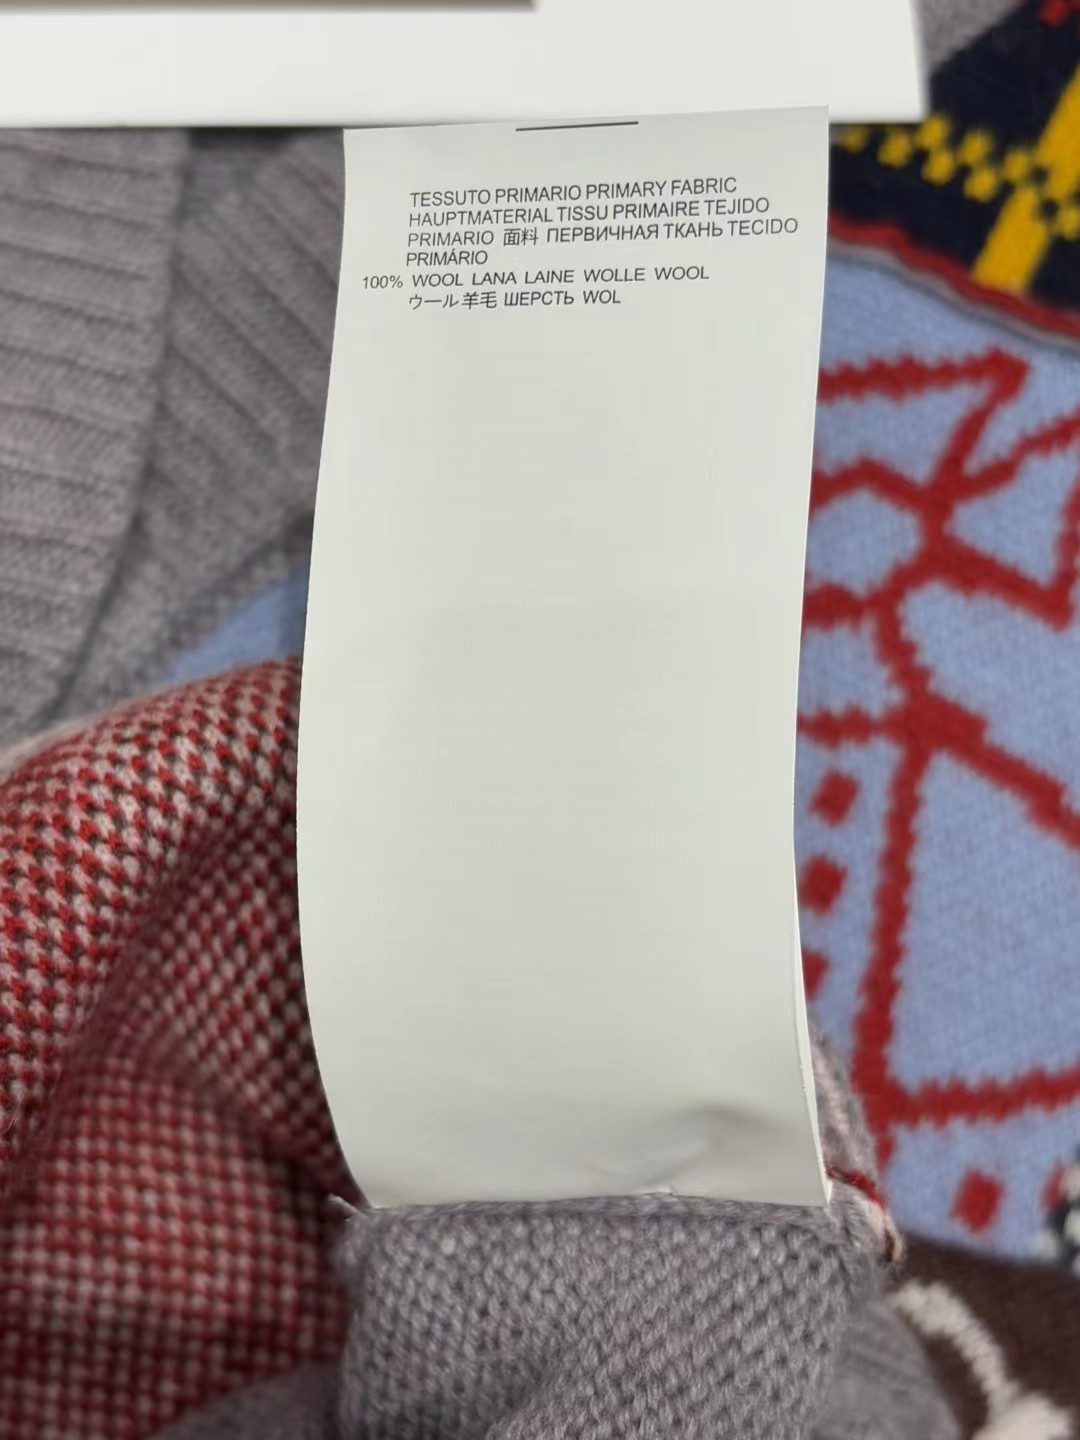 TESSUTO PRIMARIO PRIMARY FABRIC
HAUPTMATERIAL TISSU PRIMAIRE TEJIDO
PRIMARIO 面料 ПЕРВИЧНАЯ ТКАНЬ TECIDO
PRIMÁRIO
100% WOOL LANA LAINE WOLLE WOOL
ウール 羊毛 ШЕРСТЬ WOL